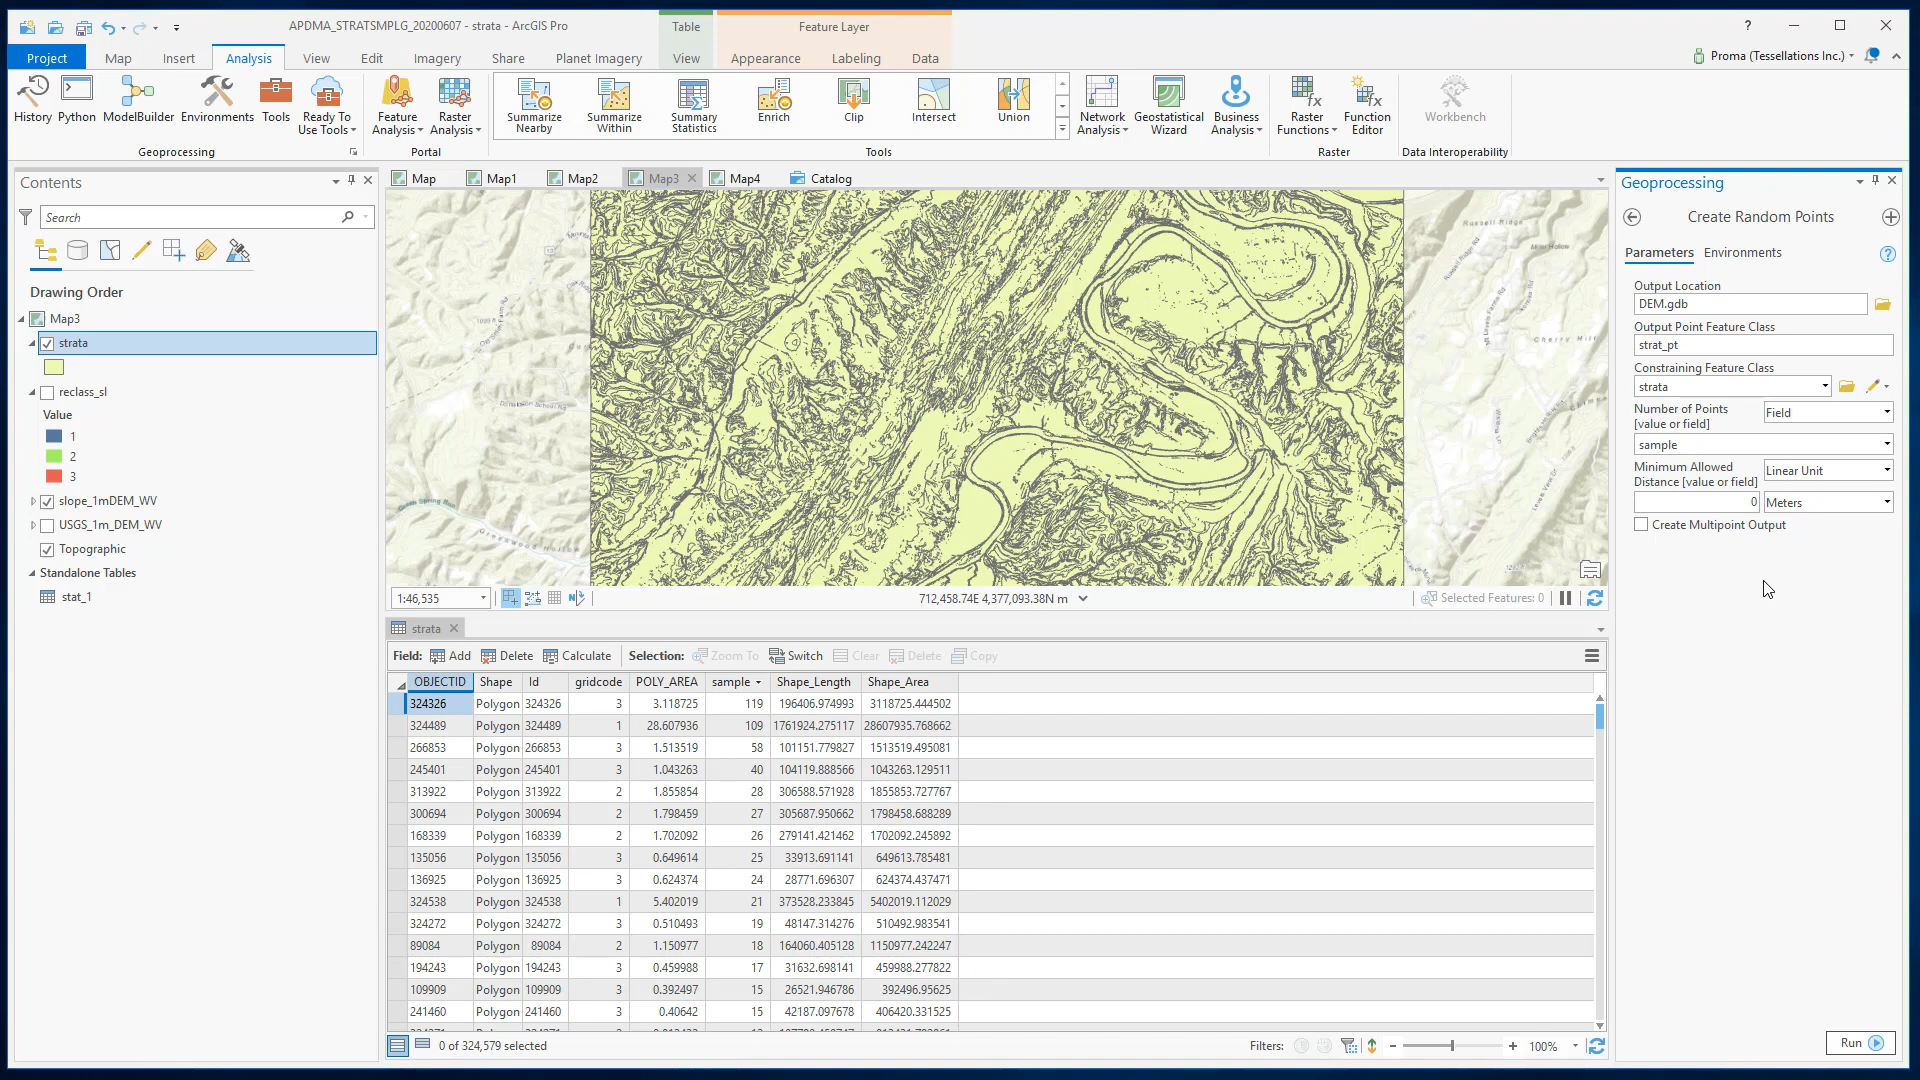 APDMA_STRATSMPLG_20200607 - strata - ArcGIS Pro
Table
Feature Layer
?
Project
Map
Insert
Analysis
View
Edit
Imagery
Share
Planet Imagery
View
Appearance
Labeling
Data
Proma (Tessellations Inc.)
History
Python
ModelBuilder
Environments
Tools
Ready To
Use Tools
Feature
Analysis
Raster
Analysis
Summarize
Nearby
Summarize
Within
Summary
Statistics
Enrich
Clip
Intersect
Union
Network
Analysis
Geostatistical
Wizard
Business
Analysis
Raster
Functions
Function
Editor
Workbench
Geoprocessing
Portal
Tools
Raster
Data Interoperability
Contents
Search
Drawing Order
Map3
strata
reclass_sl
Value
1
2
3
slope_1mDEM_WV
USGS_1m_DEM_WV
Topographic
Standalone Tables
stat_1
Map
Map1
Map2
Map3
Map4
Catalog
Russell Ridge
Cherry Hill
1:46,535
712,458.74E 4,377,093.38N m
Selected Features: 0
strata
Field:
Add
Delete
Calculate
Selection:
Zoom To
Switch
Clear
Delete
Copy
OBJECTID Shape Id gridcode POLY_AREA sample Shape_Length Shape_Area
324326 Polygon 324326 3 3.118725 119 196406.974993 3118725.444502
324489 Polygon 324489 1 28.607936 109 1761924.275117 28607935.768662
266853 Polygon 266853 3 1.513519 58 101151.779827 1513519.495081
245401 Polygon 245401 3 1.043263 40 104119.888566 1043263.129511
313922 Polygon 313922 2 1.855854 28 306588.571928 1855853.727767
300694 Polygon 300694 2 1.798459 27 305687.950662 1798458.688289
168339 Polygon 168339 2 1.702092 26 279141.421462 1702092.245892
135056 Polygon 135056 3 0.649614 25 33913.691141 649613.785481
136925 Polygon 136925 3 0.624374 24 28771.696307 624374.437471
324538 Polygon 324538 1 5.402019 21 373528.233845 5402019.112029
324272 Polygon 324272 3 0.510493 19 48147.314276 510492.983541
89084 Polygon 89084 2 1.150977 18 164060.405128 1150977.242247
194243 Polygon 194243 3 0.459988 17 31632.698141 459988.277822
109909 Polygon 109909 3 0.392497 15 26521.946786 392496.95625
241460 Polygon 241460 3 0.40642 15 42187.097678 406420.331525
0 of 324,579 selected
Filters:
100%
Geoprocessing
Create Random Points
Parameters
Environments
?
Output Location
DEM.gdb
Output Point Feature Class
strat_pt
Constraining Feature Class
strata
Number of Points
[value or field]
Field
sample
Minimum Allowed
Distance [value or field]
Linear Unit
0
Meters
Create Multipoint Output
Run